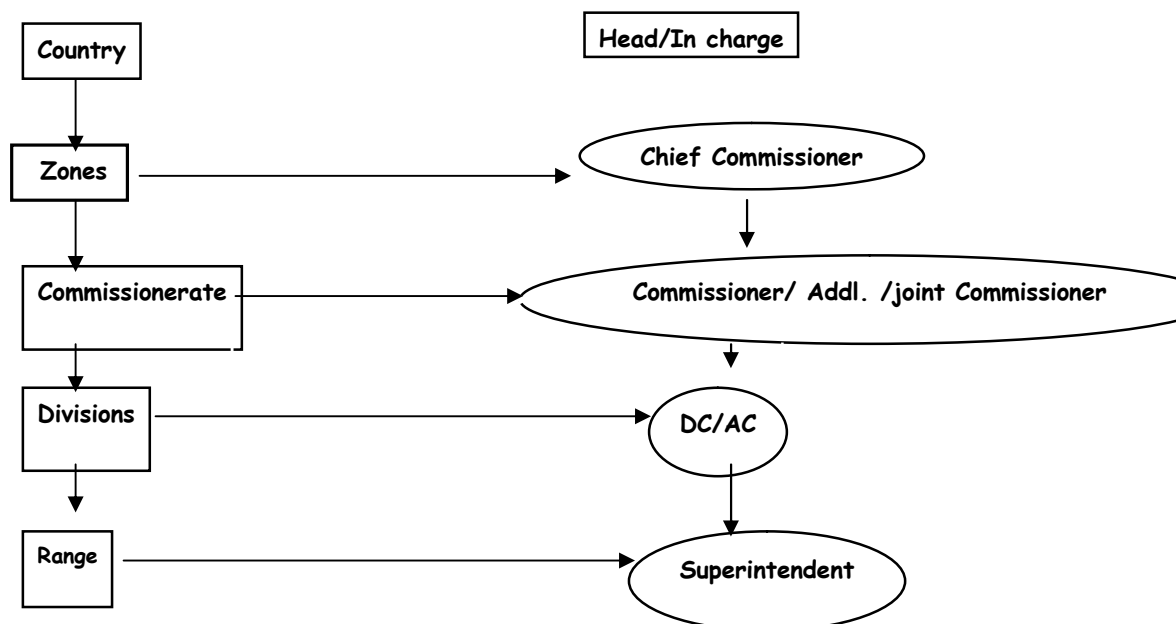 Country
Head/In charge
Zones
Chief Commissioner
Commissionerate
Commissioner/ Addl. /joint Commissioner
Divisions
DC/AC
Range
Superintendent